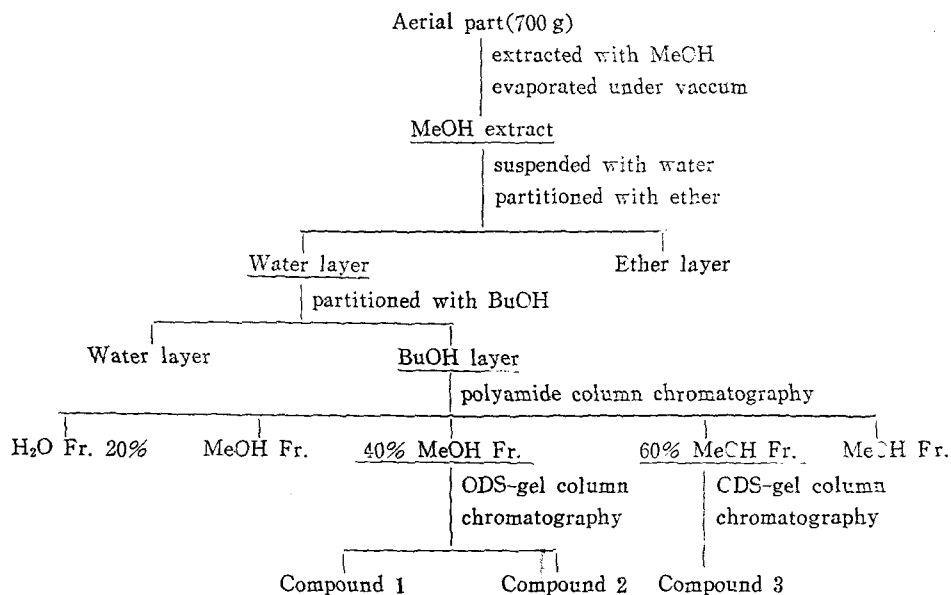 Aerial part(700 g)
extracted with MeOH
evaporated under vaccum
MeOH extract
suspended with water
partitioned with ether
Water layer
Ether layer
partitioned with BuOH
Water layer
BuOH layer
polyamide column chromatography
H₂O Fr. 20% MeOH Fr. 40% MeOH Fr. 60% MeCH Fr. MeCH Fr.
ODS-gel column
chromatography
CDS-gel column
chromatography
Compound 1 Compound 2 Compound 3